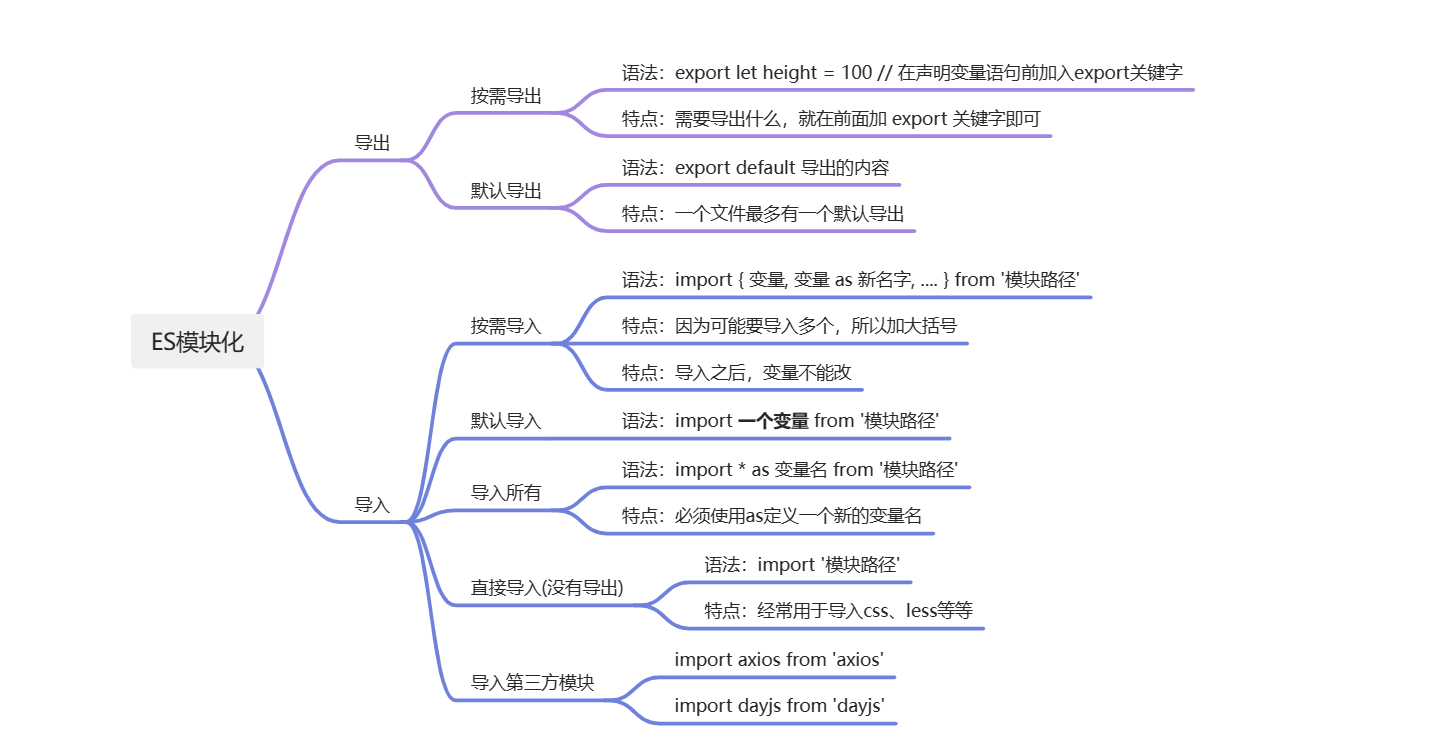 ES模块化
导出
按需导出
语法：export let height = 100 // 在声明变量语句前加入export关键字
特点：需要导出什么，就在前面加 export 关键字即可
默认导出
语法：export default 导出的内容
特点：一个文件最多有一个默认导出
导入
按需导入
语法：import { 变量, 变量 as 新名字, .... } from '模块路径'
特点：因为可能要导入多个，所以加大括号
特点：导入之后，变量不能改
默认导入
语法：import 一个变量 from '模块路径'
导入所有
语法：import * as 变量名 from '模块路径'
特点：必须使用as定义一个新的变量名
直接导入(没有导出)
语法：import '模块路径'
特点：经常用于导入css、less等等
导入第三方模块
import axios from 'axios'
import dayjs from 'dayjs'